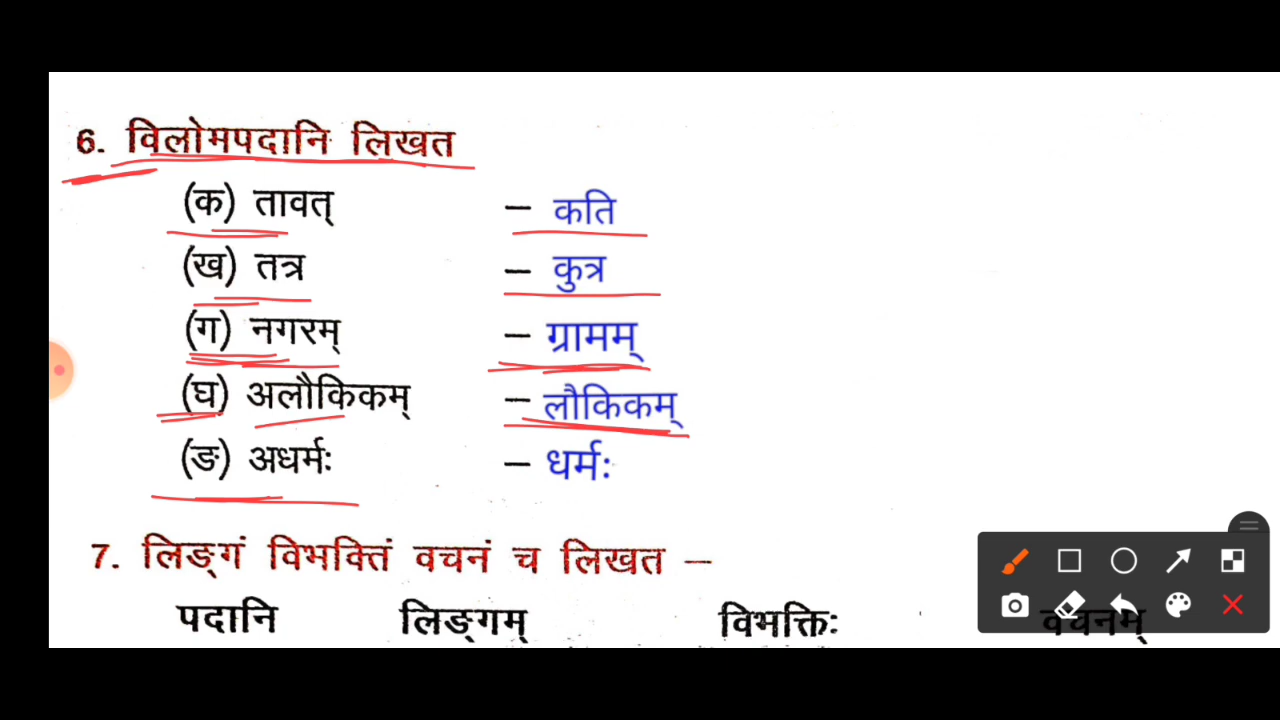 6. विलोमपदानि लिखत
(क) तावत् – कति
(ख) तत्र – कुत्र
(ग) नगरम् – ग्रामम्
(घ) अलौकिकम् – लौकिकम्
(ङ) अधर्मः – धर्मः
7. लिङ्गं विभक्तिं वचनं च लिखत –
पदानि लिङ्गम् विभक्तिः वचनम्